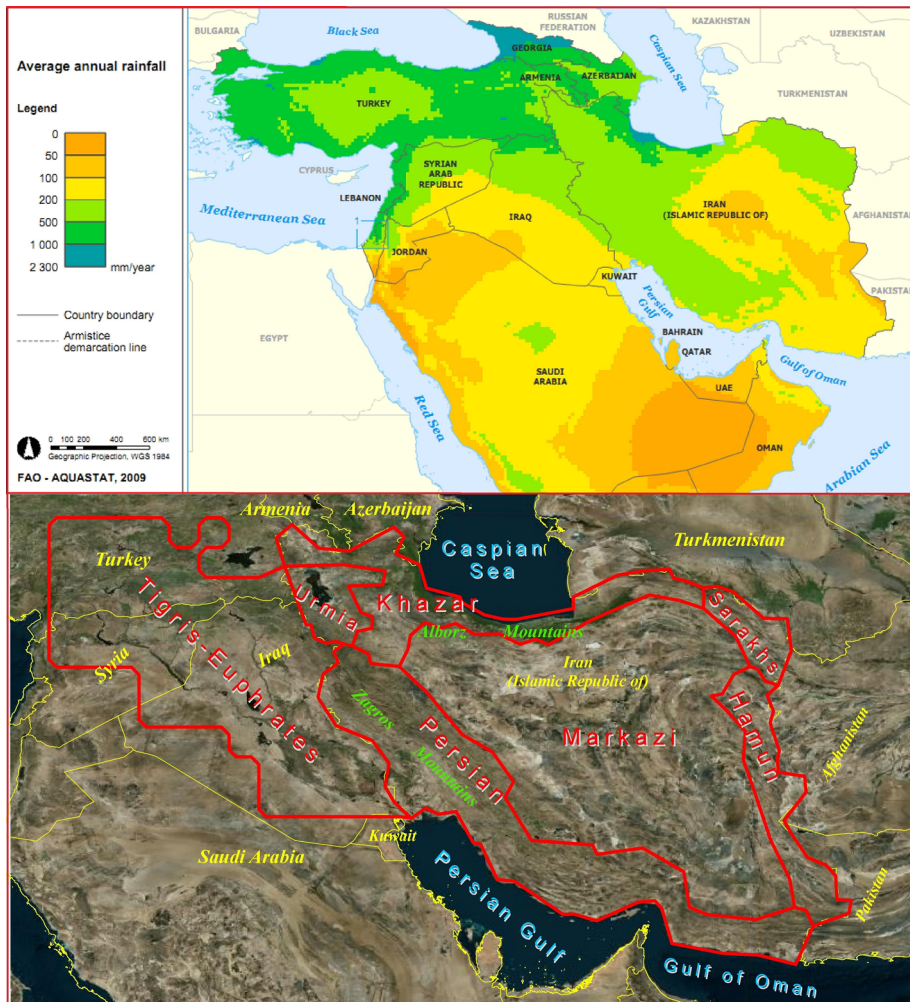 BULGARIA
Black Sea
RUSSIAN
FEDERATION
KAZAKHSTAN
UZBEKISTAN
Average annual rainfall
Legend
0
50
100
200
500
1 000
2 300
mm/year
Country boundary
Armistice
demarcation line
0 100 200 400 600 km
Geographic Projection, WGS 1984
FAO - AQUASTAT, 2009
GEORGIA
ARMENIA
AZERBAIJAN
Caspian Sea
TURKMENISTAN
TURKEY
CYPRUS
SYRIAN
ARAB
REPUBLIC
LEBANON
Mediterranean Sea
1
IRAQ
IRAN
(ISLAMIC REPUBLIC OF)
AFGHANISTAN
JORDAN
KUWAIT
PAKISTAN
EGYPT
Persian
Gulf
BAHRAIN
QATAR
Gulf of Oman
SAUDI
ARABIA
UAE
Red Sea
OMAN
Arabian Sea
Armenia
Azerbaijan
Caspian
Sea
Turkmenistan
Turkey
Urmia
Khazar
Sarakhs
Tigris-Euphrates
Alborz Mountains
Syria
Iraq
Iran
(Islamic Republic of)
Zagros
Mountains
Persian
Markazi
Hamun
Afghanistan
Kuwait
Saudi Arabia
Persian Gulf
Pakistan
Gulf of Oman